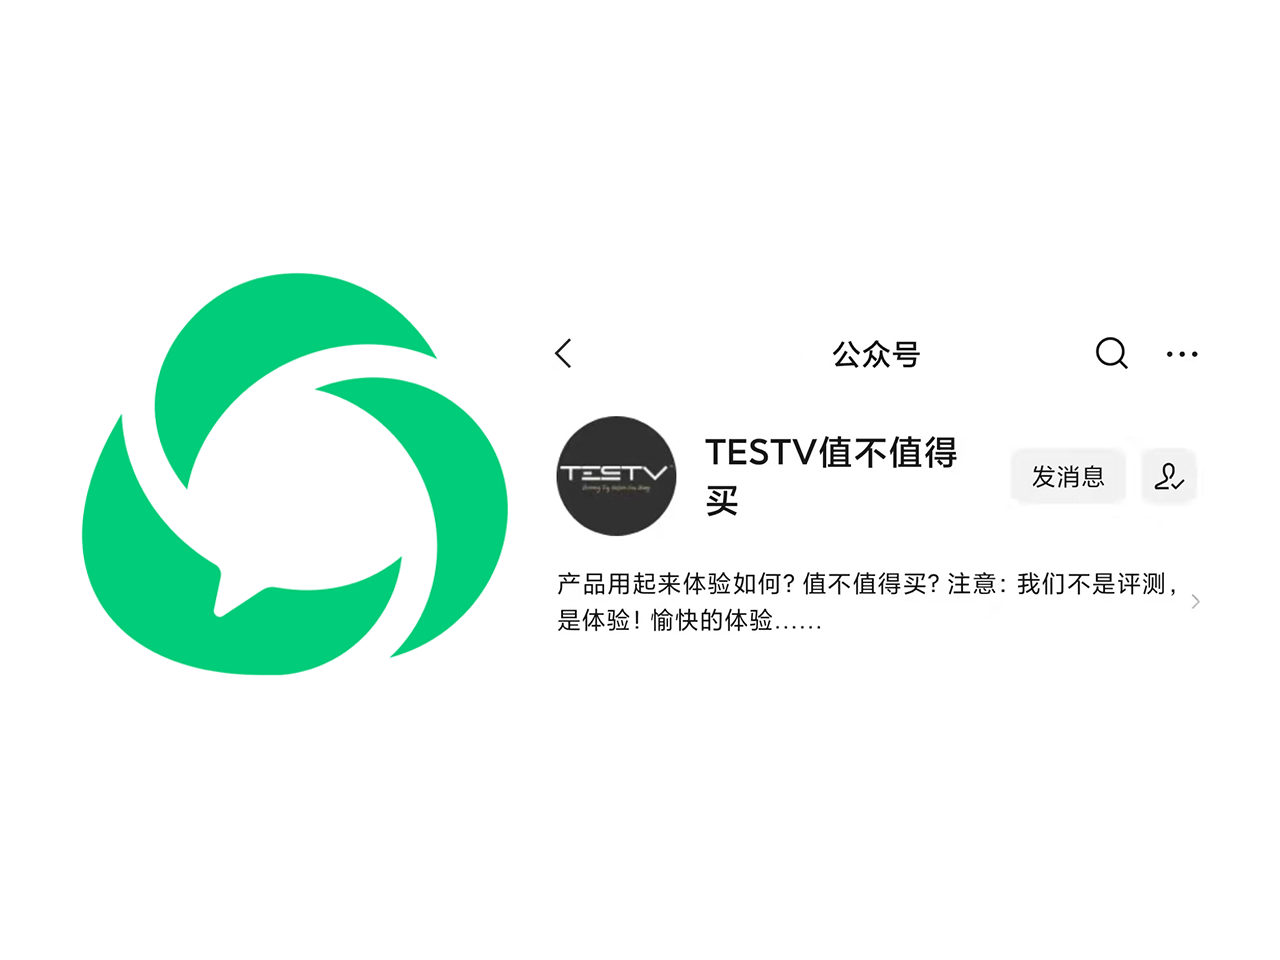 公众号
TESTV
TESTV值不值得
买
发消息
产品用起来体验如何？值不值得买？注意：我们不是评测，
是体验！愉快的体验……